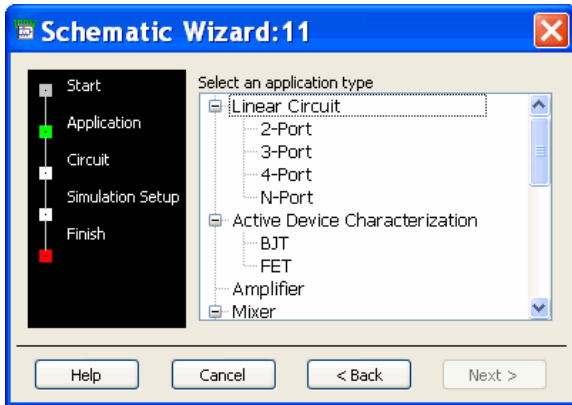 Schematic Wizard:11
Start
Application
Circuit
Simulation Setup
Finish
Select an application type
Linear Circuit
2-Port
3-Port
4-Port
N-Port
Active Device Characterization
BJT
FET
Amplifier
Mixer
Help
Cancel
< Back
Next >